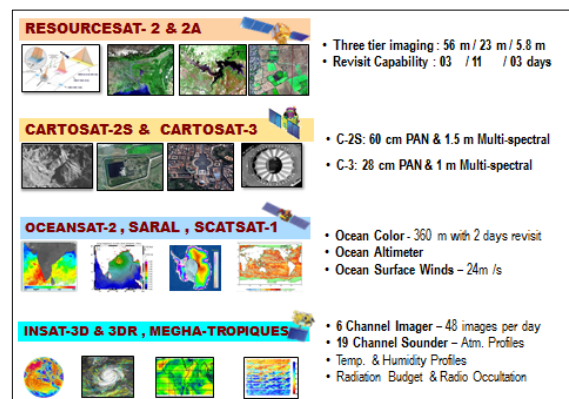 RESOURCESAT- 2 & 2A
• Three tier imaging : 56 m / 23 m / 5.8 m
• Revisit Capability : 03 / 11 / 03 days
CARTOSAT-2S & CARTOSAT-3
• C-2S: 60 cm PAN & 1.5 m Multi-spectral
• C-3: 28 cm PAN & 1 m Multi-spectral
OCEANSAT-2 , SARAL , SCATSAT-1
• Ocean Color - 360 m with 2 days revisit
• Ocean Altimeter
• Ocean Surface Winds – 24m /s
INSAT-3D & 3DR , MEGHA-TROPIQUES
• 6 Channel Imager – 48 images per day
• 19 Channel Sounder – Atm. Profiles
• Temp. & Humidity Profiles
• Radiation Budget & Radio Occultation